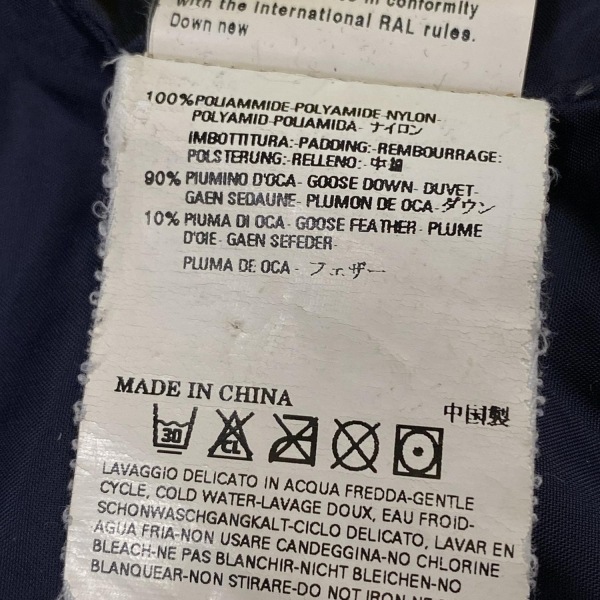 in conformity
with the international RAL rules.
Down new
100% POLIAMMIDE-POLYAMIDE-NYLON-
POLYAMID-POLIAMIDA-ナイロン
IMBOTTITURA:-PADDING:-REMBOURRAGE:
POLSTERUNG:-RELLENO:-中綿
90% PIUMINO D'OCA- GOOSE DOWN- DUVET-
GAEN SEDAUNE- PLUMON DE OCA-ダウン
10% PIUMA DI OCA- GOOSE FEATHER- PLUME
D'OIE- GAEN SEFEDER-
PLUMA DE OCA- フェザー
MADE IN CHINA
中国製
30 CL
LAVAGGIO DELICATO IN ACQUA FREDDA-GENTLE
CYCLE, COLD WATER-LAVAGE DOUX, EAU FROID-
SCHONWASCHGANGKALT-CICLO DELICATO, LAVAR EN
AGUA FRIA-NON USARE CANDEGGINA-NO CHLORINE
BLEACH-NE PAS BLANCHIR-NICHT BLEICHEN-NO
BLANQUEAR-NON STIRARE-DO NOT IRON